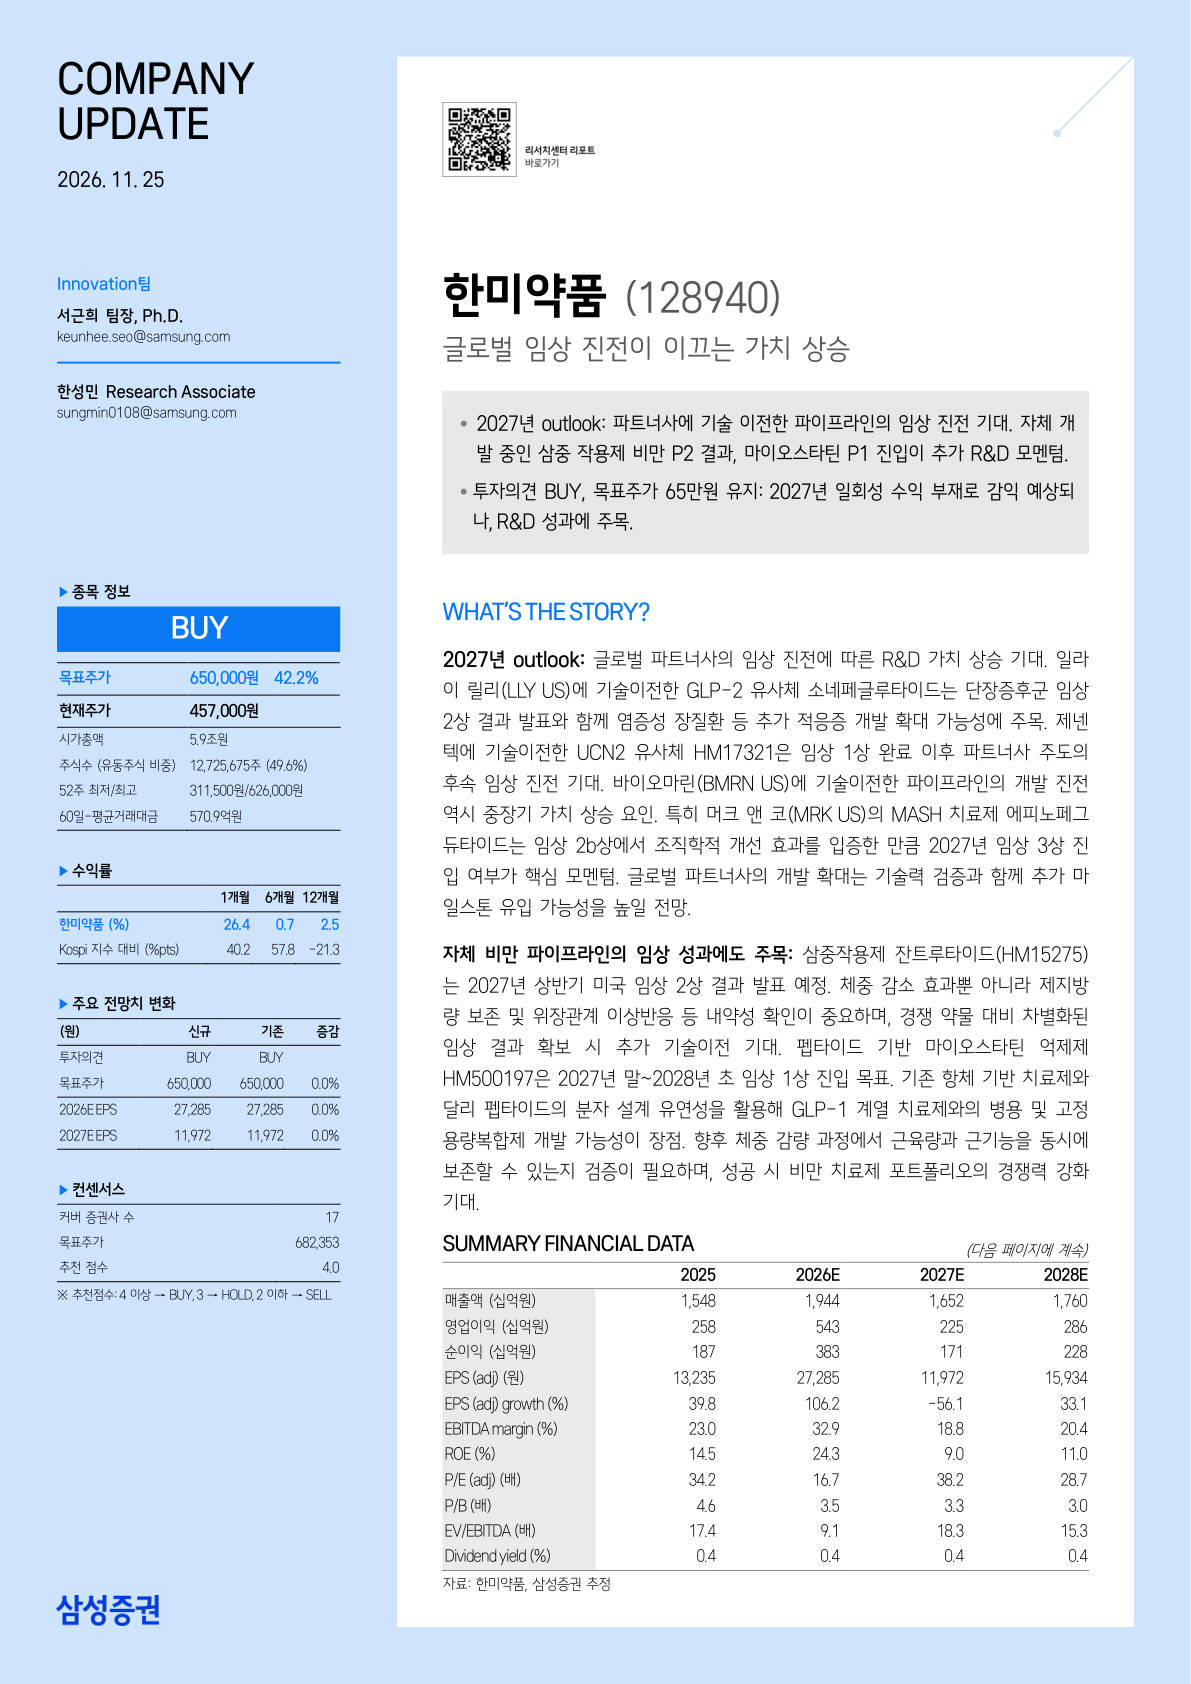 COMPANY
UPDATE
2026. 11. 25
Innovation팀
서근희 팀장, Ph.D.
keunhee.seo@samsung.com
한성민 Research Associate
sungmin0108@samsung.com
▶ 종목 정보
BUY
목표주가 650,000원 42.2%
현재주가 457,000원
시가총액 5.9조원
주식수 (유동주식 비중) 12,725,675주 (49.6%)
52주 최저/최고 311,500원/626,000원
60일-평균거래대금 570.9억원
▶ 수익률
1개월 6개월 12개월
한미약품 (%) 26.4 0.7 2.5
Kospi 지수 대비 (%pts) 40.2 57.8 -21.3
▶ 주요 전망치 변화
(원) 신규 기존 증감
투자의견 BUY BUY
목표주가 650,000 650,000 0.0%
2026E EPS 27,285 27,285 0.0%
2027E EPS 11,972 11,972 0.0%
▶ 컨센서스
커버 증권사 수 17
목표주가 682,353
추천 점수 4.0
※ 추천점수: 4 이상 → BUY, 3 → HOLD, 2 이하 → SELL
삼성증권
리서치센터 리포트
바로가기
한미약품 (128940)
글로벌 임상 진전이 이끄는 가치 상승
• 2027년 outlook: 파트너사에 기술 이전한 파이프라인의 임상 진전 기대. 자체 개
발 중인 삼중 작용제 비만 P2 결과, 마이오스타틴 P1 진입이 추가 R&D 모멘텀.
• 투자의견 BUY, 목표주가 65만원 유지: 2027년 일회성 수익 부재로 감익 예상되
나, R&D 성과에 주목.
WHAT'S THE STORY?
2027년 outlook: 글로벌 파트너사의 임상 진전에 따른 R&D 가치 상승 기대. 일라
이 릴리(LLY US)에 기술이전한 GLP-2 유사체 소네페글루타이드는 단장증후군 임상
2상 결과 발표와 함께 염증성 장질환 등 추가 적응증 개발 확대 가능성에 주목. 제넨
텍에 기술이전한 UCN2 유사체 HM17321은 임상 1상 완료 이후 파트너사 주도의
후속 임상 진전 기대. 바이오마린(BMRN US)에 기술이전한 파이프라인의 개발 진전
역시 중장기 가치 상승 요인. 특히 머크 앤 코(MRK US)의 MASH 치료제 에피노페그
듀타이드는 임상 2b상에서 조직학적 개선 효과를 입증한 만큼 2027년 임상 3상 진
입 여부가 핵심 모멘텀. 글로벌 파트너사의 개발 확대는 기술력 검증과 함께 추가 마
일스톤 유입 가능성을 높일 전망.
자체 비만 파이프라인의 임상 성과에도 주목: 삼중작용제 잔트루타이드(HM15275)
는 2027년 상반기 미국 임상 2상 결과 발표 예정. 체중 감소 효과뿐 아니라 제지방
량 보존 및 위장관계 이상반응 등 내약성 확인이 중요하며, 경쟁 약물 대비 차별화된
임상 결과 확보 시 추가 기술이전 기대. 펩타이드 기반 마이오스타틴 억제제
HM500197은 2027년 말~2028년 초 임상 1상 진입 목표. 기존 항체 기반 치료제와
달리 펩타이드의 분자 설계 유연성을 활용해 GLP-1 계열 치료제와의 병용 및 고정
용량복합제 개발 가능성이 장점. 향후 체중 감량 과정에서 근육량과 근기능을 동시에
보존할 수 있는지 검증이 필요하며, 성공 시 비만 치료제 포트폴리오의 경쟁력 강화
기대.
SUMMARY FINANCIAL DATA (다음 페이지에 계속)
2025 2026E 2027E 2028E
매출액 (십억원) 1,548 1,944 1,652 1,760
영업이익 (십억원) 258 543 225 286
순이익 (십억원) 187 383 171 228
EPS (adj) (원) 13,235 27,285 11,972 15,934
EPS (adj) growth (%) 39.8 106.2 -56.1 33.1
EBITDA margin (%) 23.0 32.9 18.8 20.4
ROE (%) 14.5 24.3 9.0 11.0
P/E (adj) (배) 34.2 16.7 38.2 28.7
P/B (배) 4.6 3.5 3.3 3.0
EV/EBITDA (배) 17.4 9.1 18.3 15.3
Dividend yield (%) 0.4 0.4 0.4 0.4
자료: 한미약품, 삼성증권 추정